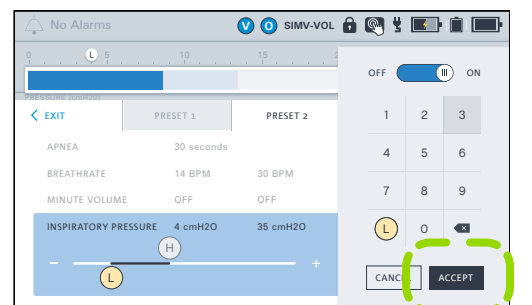 No Alarms V O SIMV-VOL
0 L 5 10 15 2
OFF ON
EXIT PRESET 1 PRESET 2
1 2 3
APNEA 30 seconds
4 5 6
BREATHRATE 14 BPM 30 BPM
7 8 9
MINUTE VOLUME OFF OFF
INSPIRATORY PRESSURE 4 cmH2O 35 cmH2O
L 0
H
- +
L
CANC ACCEPT